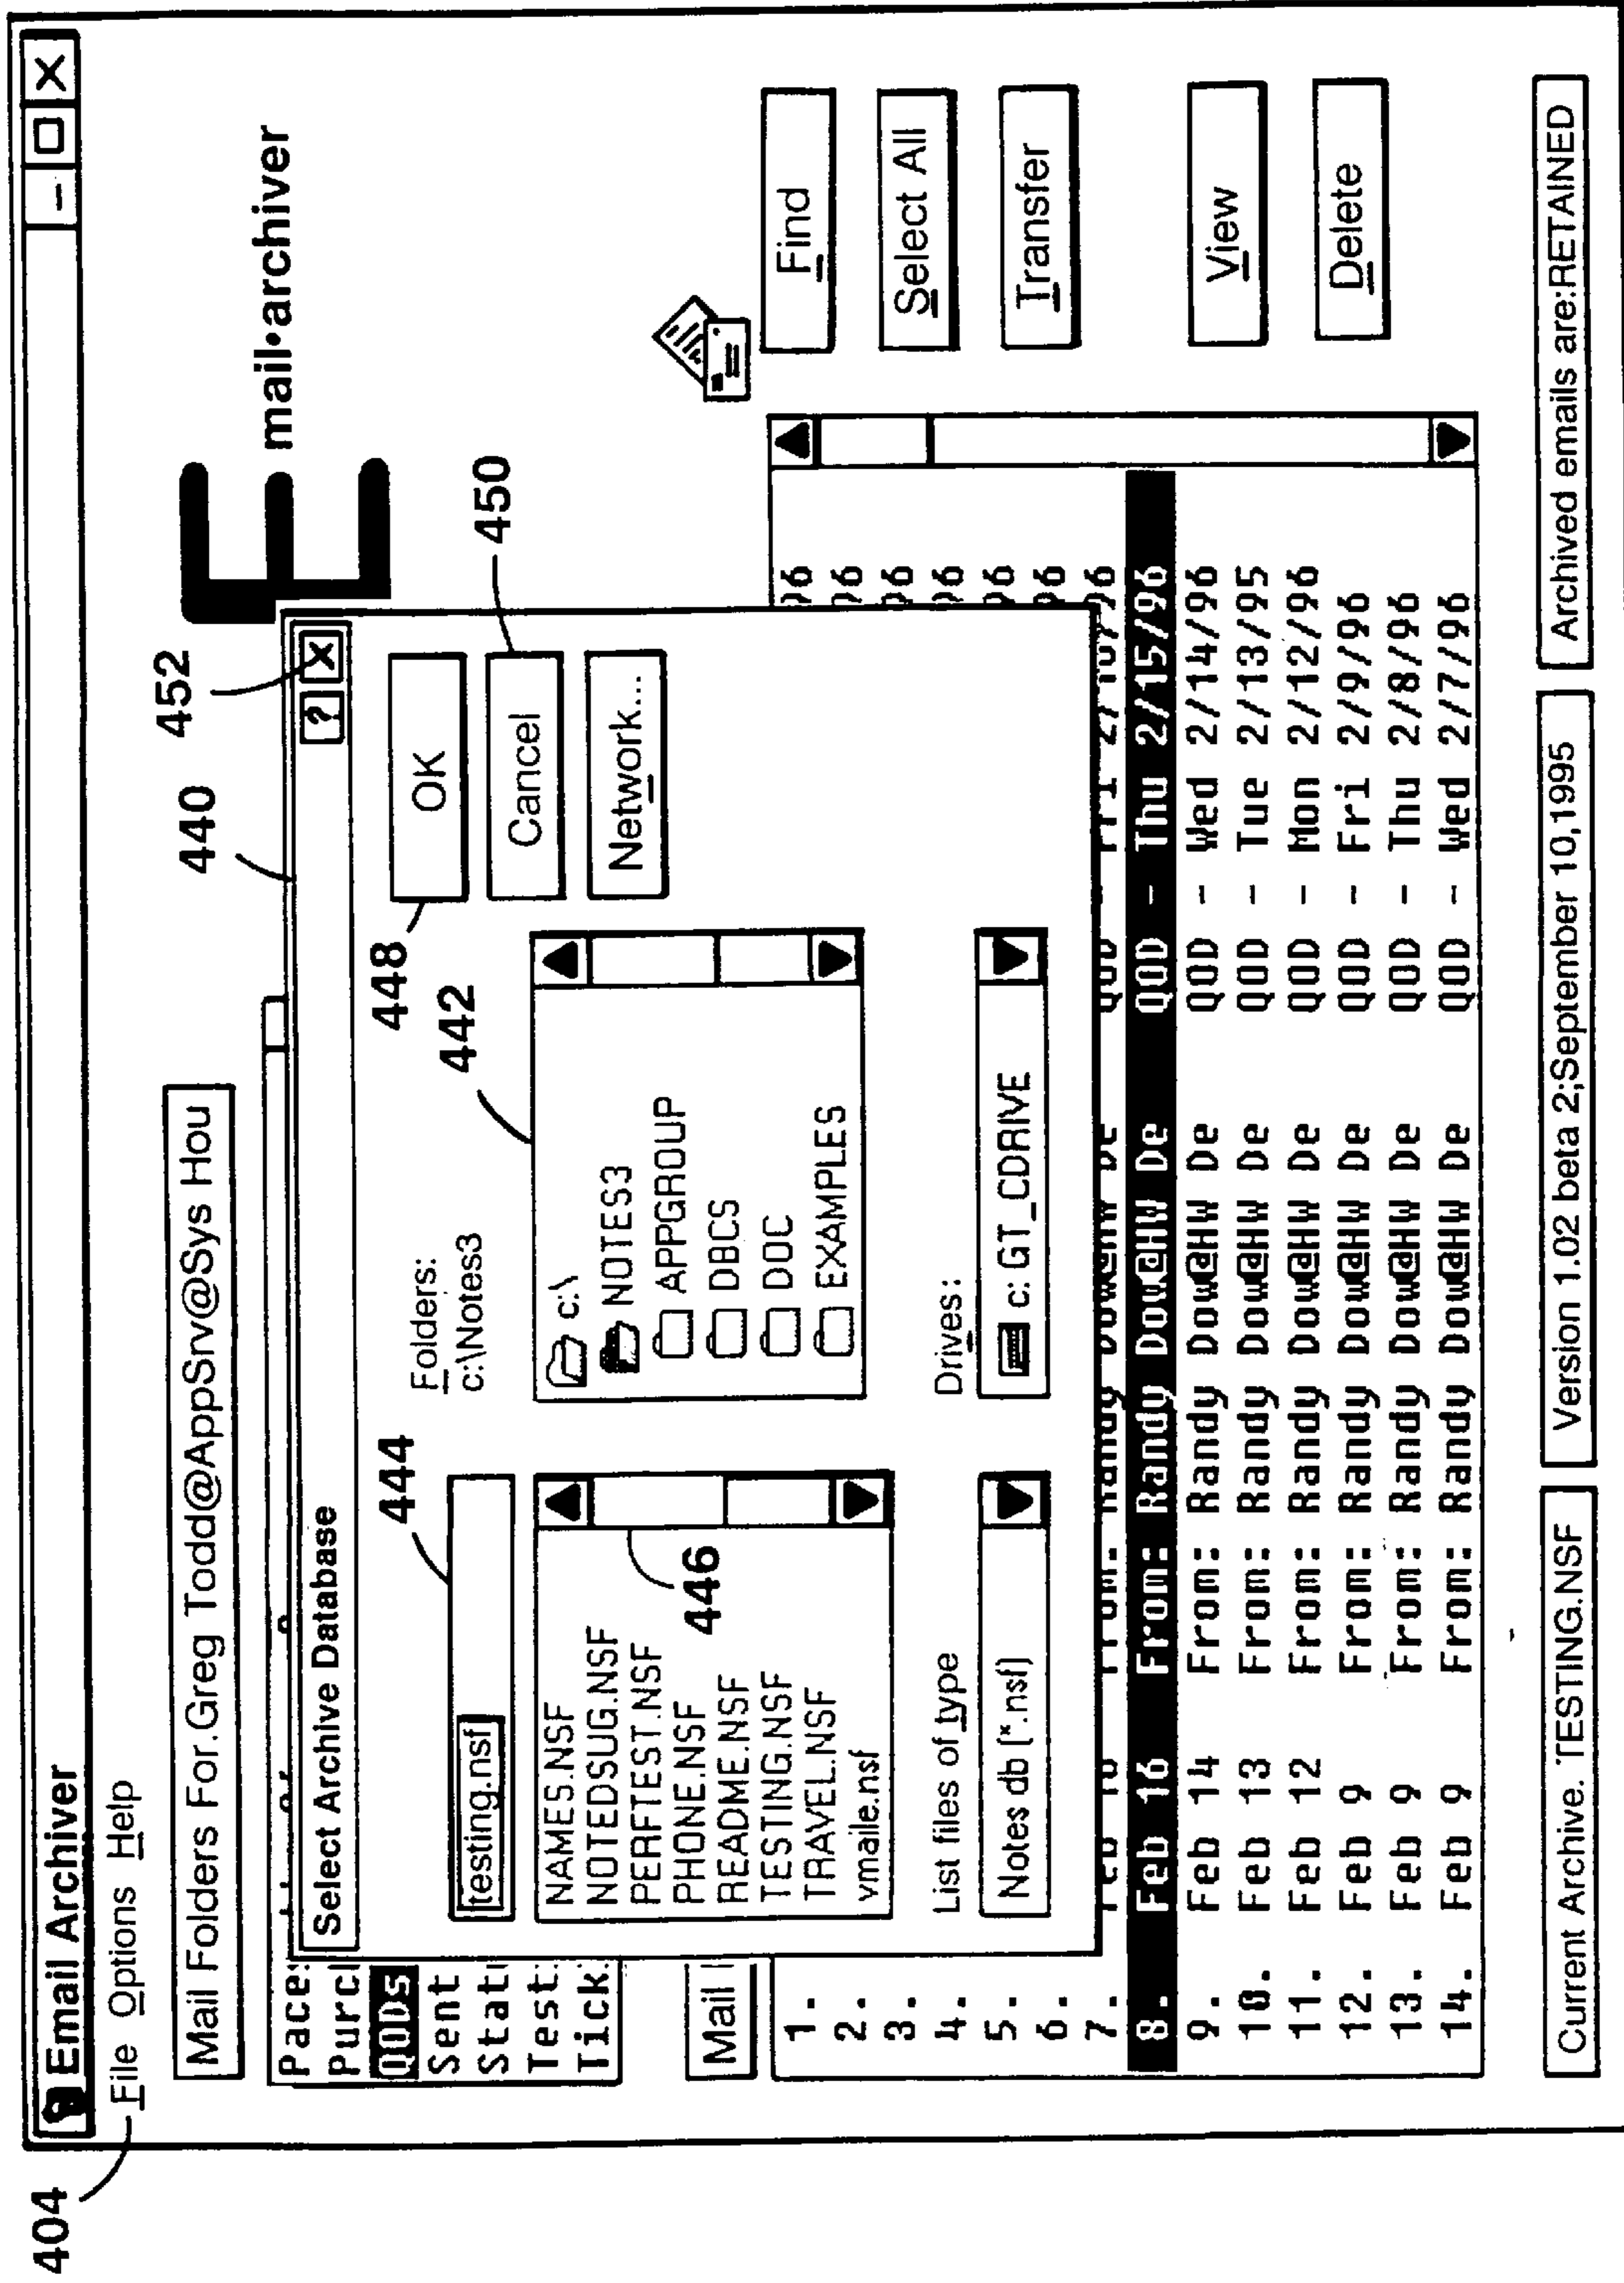 404
Email Archiver
File Options Help
Mail Folders For.Greg Todd@AppSrv@Sys Hou
E mail•archiver
QODs
Sent
Test
Mail
440
452
Select Archive Database
? X
444
testing.nsf
NAMES.NSF
NOTEDSUG.NSF
PERFTEST.NSF
PHONE.NSF
README.NSF
TESTING.NSF
TRAVEL.NSF
vmaile.nsf
446
List files of type
Notes db (*.nsf)
Folders:
c:\Notes3
442
c:\
NOTES3
APPGROUP
DBCS
DOC
EXAMPLES
Drives:
c: GT_CDRIVE
448
OK
450
Cancel
Network...
Find
Select All
Transfer
View
Delete
1.
2.
3.
4.
5.
6.
7.
8. Feb 16 From: Randy Dow@HW De QOD - Thu 2/15/96
9. Feb 14 From: Randy Dow@HW De QOD - Wed 2/14/96
10. Feb 13 From: Randy Dow@HW De QOD - Tue 2/13/95
11. Feb 12 From: Randy Dow@HW De QOD - Mon 2/12/96
12. Feb 9 From: Randy Dow@HW De QOD - Fri 2/9/96
13. Feb 9 From: Randy Dow@HW De QOD - Thu 2/8/96
14. Feb 9 From: Randy Dow@HW De QOD - Wed 2/7/96
Current Archive. TESTING.NSF
Version 1.02 beta 2;September 10,1995
Archived emails are:RETAINED